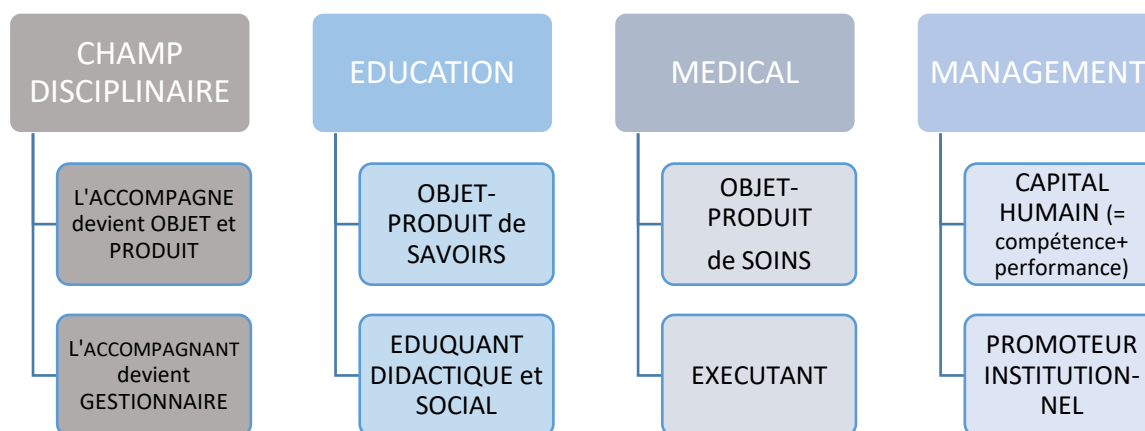 CHAMP
DISCIPLINAIRE
L'ACCOMPAGNE
devient OBJET et
PRODUIT
L'ACCOMPAGNANT
devient
GESTIONNAIRE
EDUCATION
OBJET-
PRODUIT de
SAVOIRS
EDUQUANT
DIDACTIQUE et
SOCIAL
MEDICAL
OBJET-
PRODUIT
de SOINS
EXECUTANT
MANAGEMENT
CAPITAL
HUMAIN (=
compétence+
performance)
PROMOTEUR
INSTITUTION-
NEL